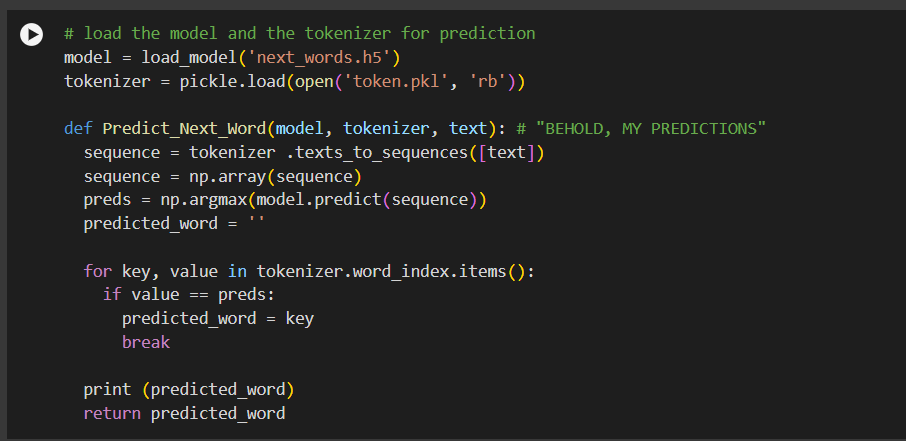 # load the model and the tokenizer for prediction
model = load_model('next_words.h5')
tokenizer = pickle.load(open('token.pkl', 'rb'))
def Predict_Next_Word(model, tokenizer, text): # "BEHOLD, MY PREDICTIONS"
  sequence = tokenizer .texts_to_sequences([text])
  sequence = np.array(sequence)
  preds = np.argmax(model.predict(sequence))
  predicted_word = ''
  for key, value in tokenizer.word_index.items():
    if value == preds:
      predicted_word = key
      break
  print (predicted_word)
  return predicted_word